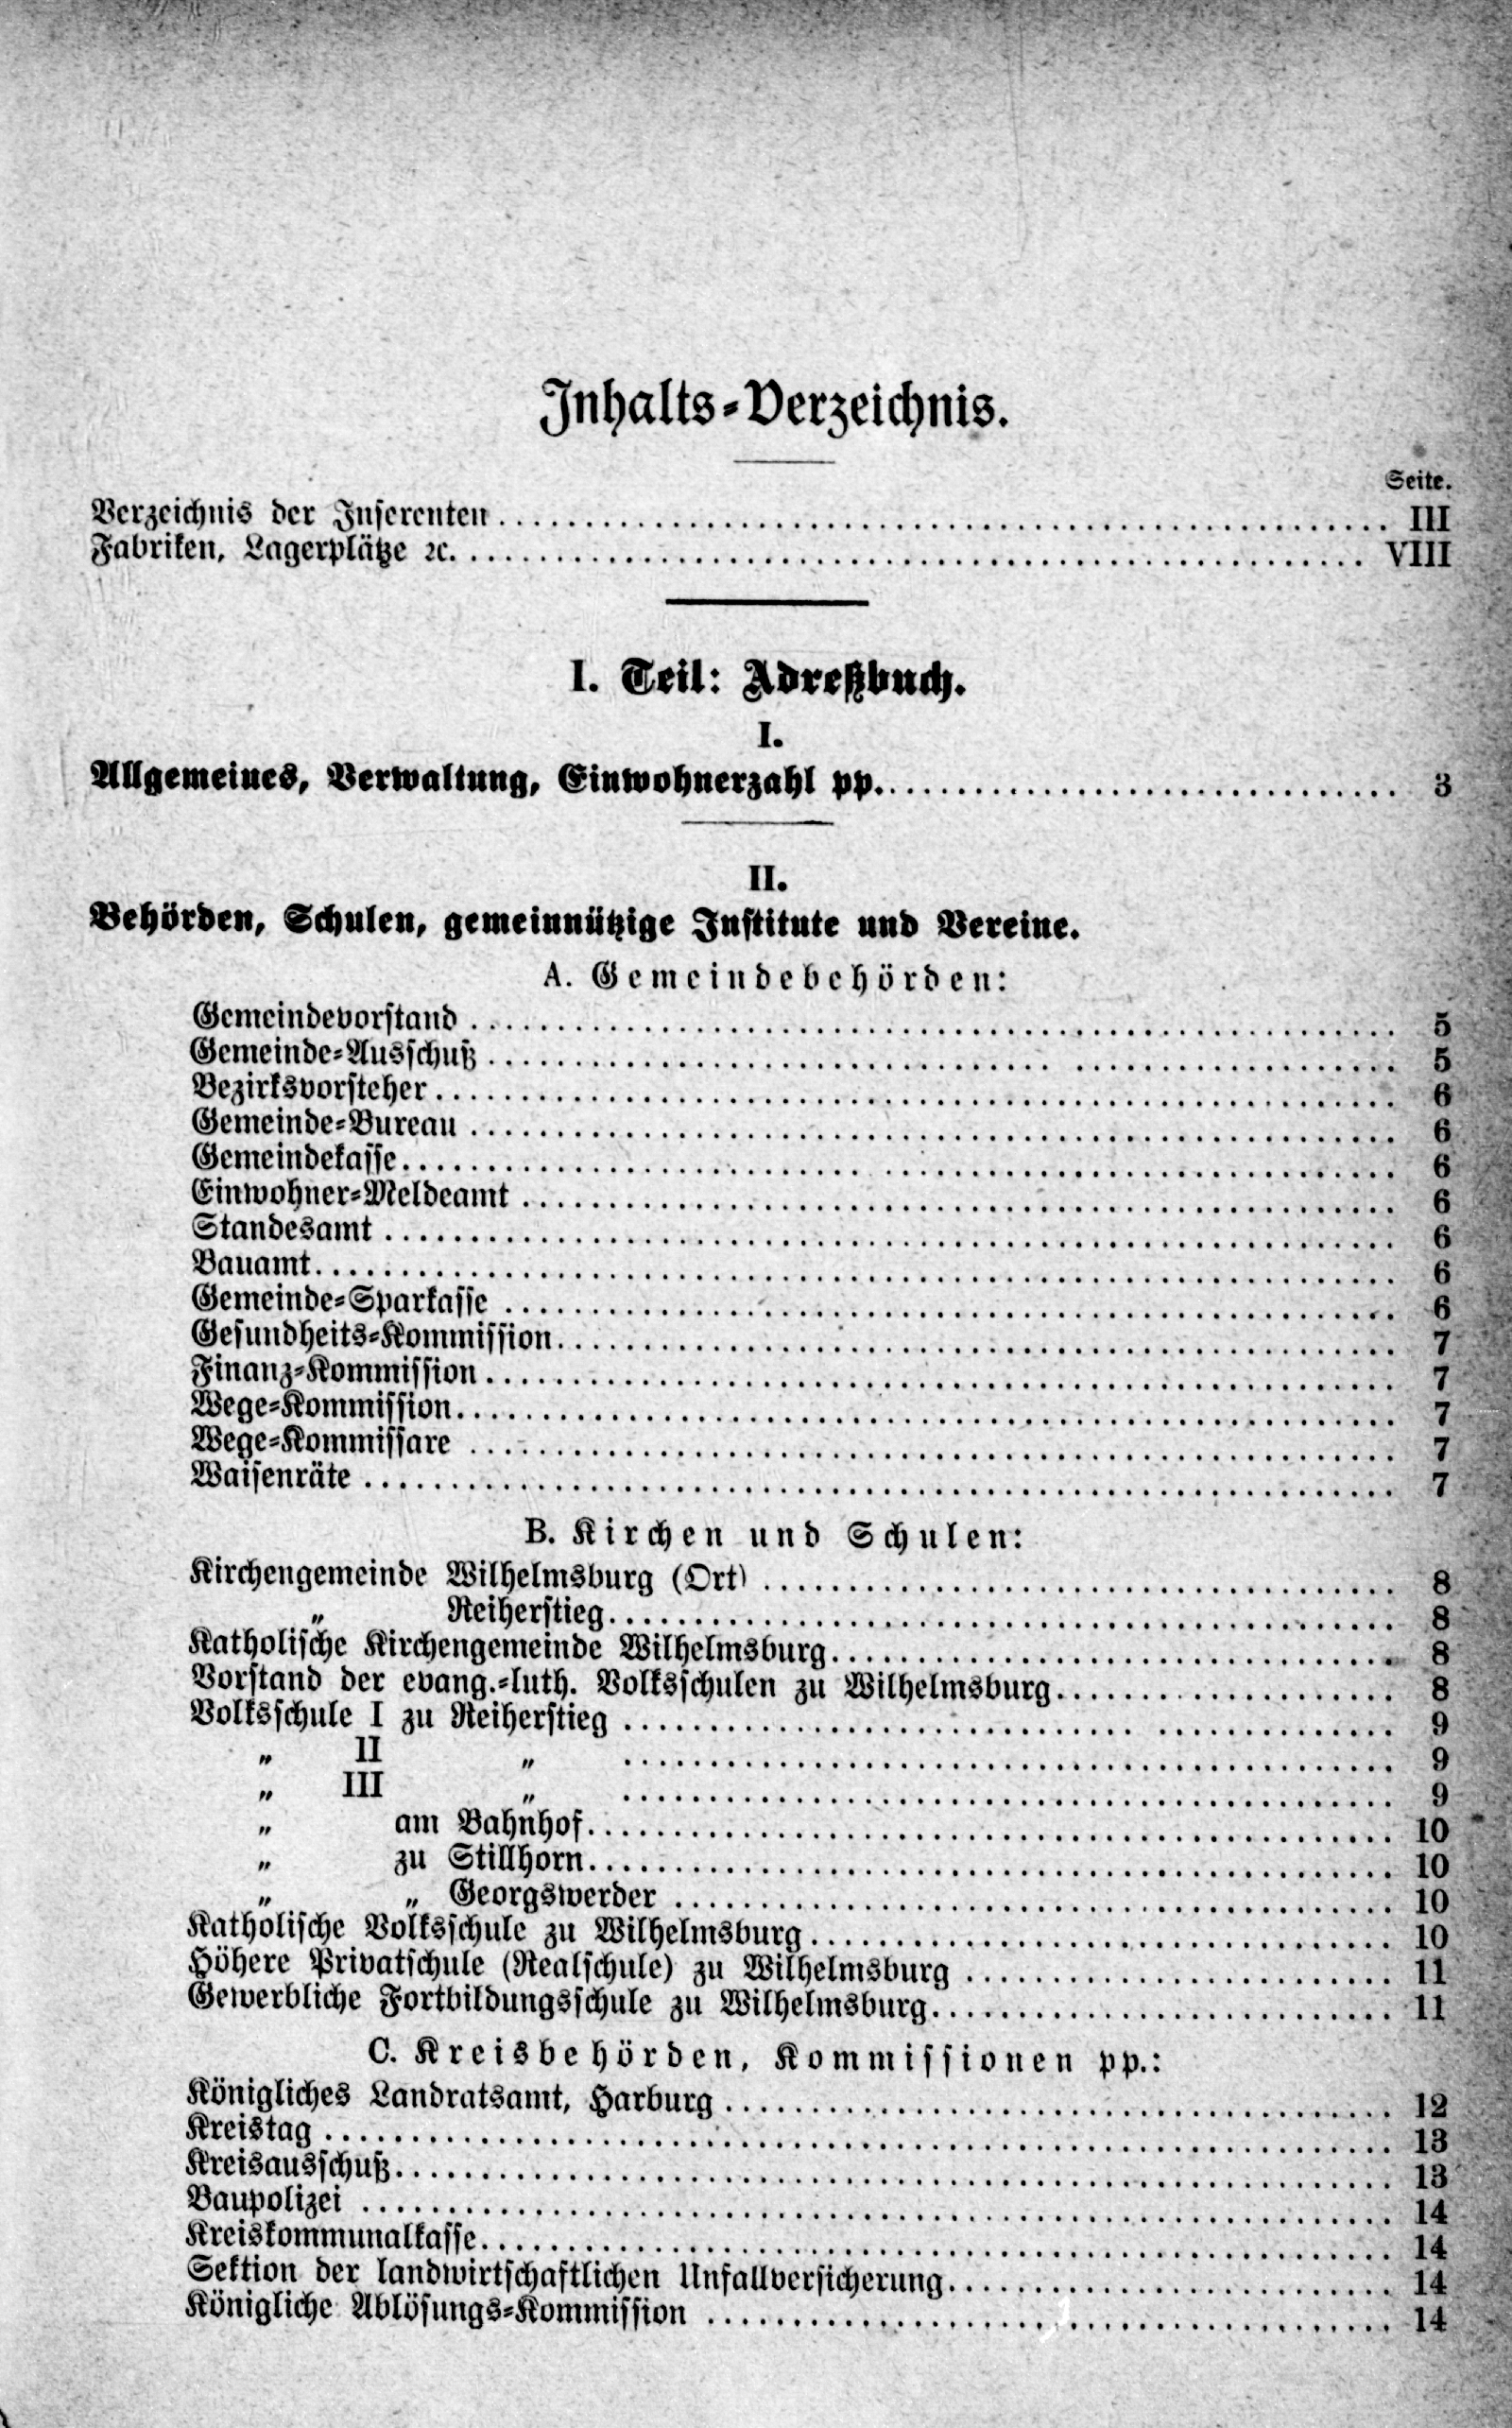 Inhalts-Verzeichnis.
Seite.
Verzeichnis der Inserenten ........ III
Fabriken, Lagerplätze ꝛc. ........ VIII
I. Teil: Adreßbuch.
I.
Allgemeines, Verwaltung, Einwohnerzahl pp. ........ 3
II.
Behörden, Schulen, gemeinnützige Institute und Vereine.
A. Gemeindebehörden:
Gemeindevorstand ........ 5
Gemeinde-Ausschuß ........ 5
Bezirksvorsteher ........ 6
Gemeinde-Bureau ........ 6
Gemeindekasse ........ 6
Einwohner-Meldeamt ........ 6
Standesamt ........ 6
Bauamt ........ 6
Gemeinde-Sparkasse ........ 6
Gesundheits-Kommission ........ 7
Finanz-Kommission ........ 7
Wege-Kommission ........ 7
Wege-Kommissare ........ 7
Waisenräte ........ 7
B. Kirchen und Schulen:
Kirchengemeinde Wilhelmsburg (Ort) ........ 8
„ Reiherstieg ........ 8
Katholische Kirchengemeinde Wilhelmsburg ........ 8
Vorstand der evang.-luth. Volksschulen zu Wilhelmsburg ........ 8
Volksschule I zu Reiherstieg ........ 9
„ II „ ........ 9
„ III „ ........ 9
„ am Bahnhof ........ 10
„ zu Stillhorn ........ 10
„ „ Georgswerder ........ 10
Katholische Volksschule zu Wilhelmsburg ........ 10
Höhere Privatschule (Realschule) zu Wilhelmsburg ........ 11
Gewerbliche Fortbildungsschule zu Wilhelmsburg ........ 11
C. Kreisbehörden, Kommissionen pp.:
Königliches Landratsamt, Harburg ........ 12
Kreistag ........ 13
Kreisausschuß ........ 13
Baupolizei ........ 14
Kreiskommunalkasse ........ 14
Sektion der landwirtschaftlichen Unfallversicherung ........ 14
Königliche Ablösungs-Kommission ........ 14